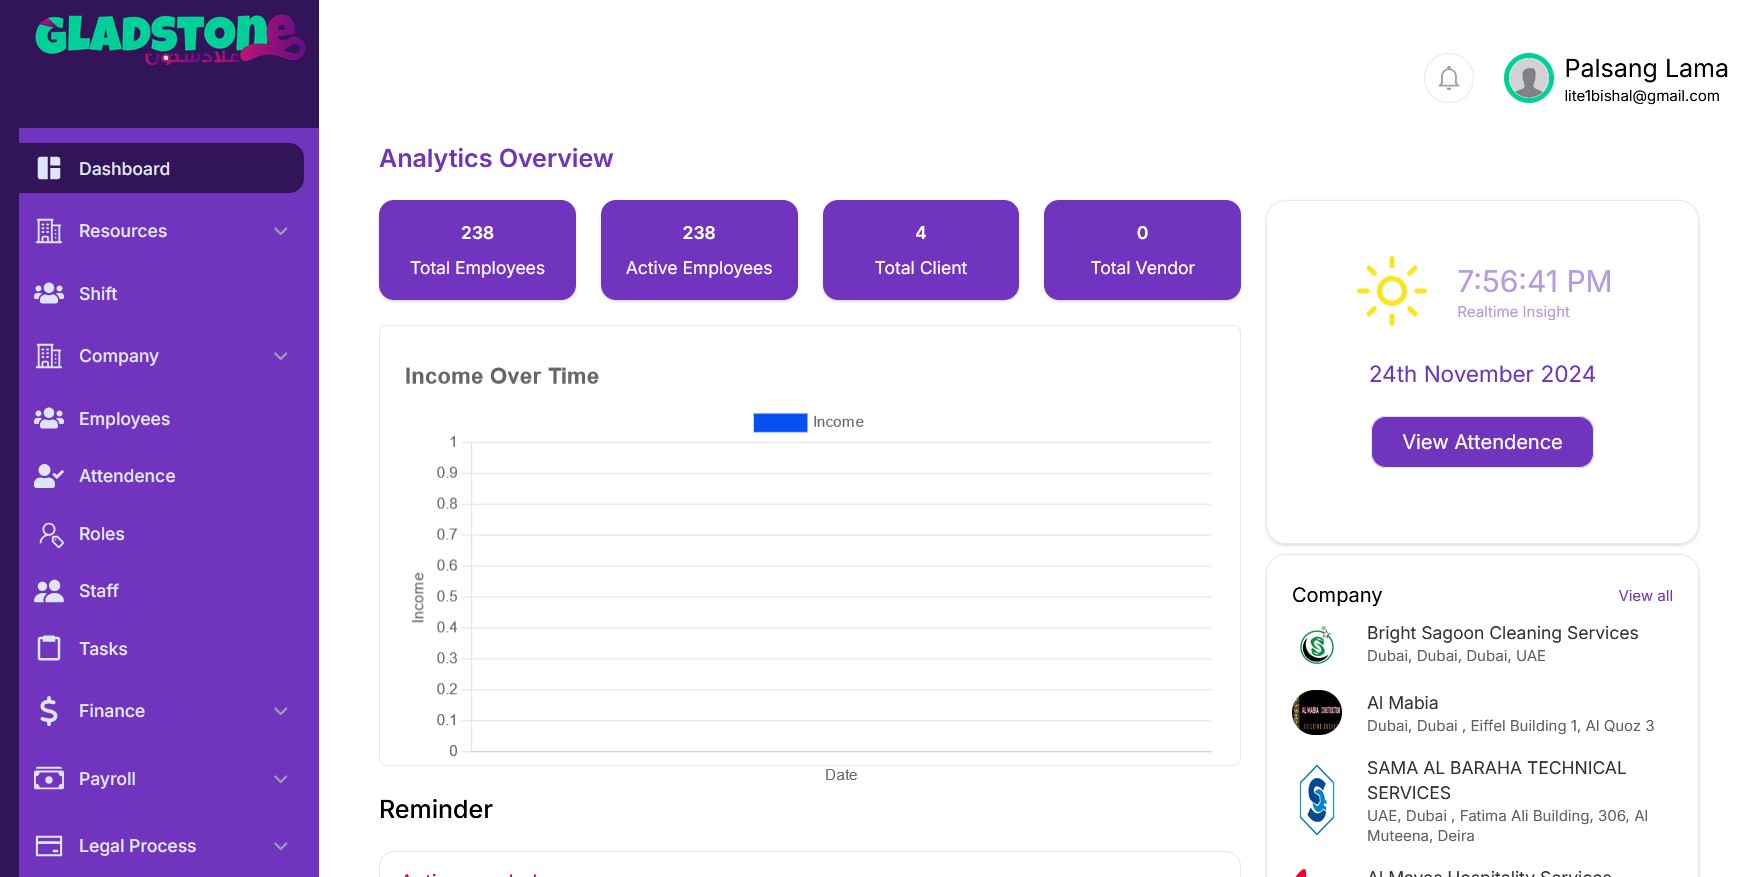 GLADSTONe
غلادستون
Palsang Lama
lite1bishal@gmail.com
Dashboard
Resources
Shift
Company
Employees
Attendence
Roles
Staff
Tasks
Finance
Payroll
Legal Process
Analytics Overview
238
Total Employees
238
Active Employees
4
Total Client
0
Total Vendor
Income Over Time
Income
1
0.9
0.8
0.7
0.6
0.5
0.4
0.3
0.2
0.1
0
Income
Date
Reminder
7:56:41 PM
Realtime Insight
24th November 2024
View Attendence
Company
View all
Bright Sagoon Cleaning Services
Dubai, Dubai, Dubai, UAE
Al Mabia
Dubai, Dubai , Eiffel Building 1, Al Quoz 3
AL MABIA CONSTRUCTION
SAMA AL BARAHA TECHNICAL
SERVICES
UAE, Dubai , Fatima Ali Building, 306, Al
Muteena, Deira